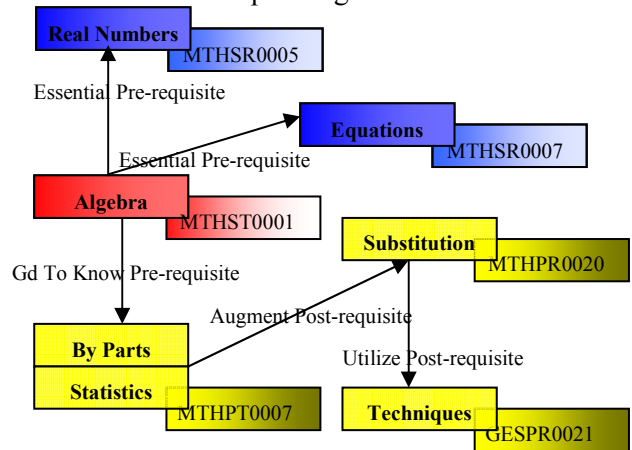 Real Numbers
MTHSR0005
Essential Pre-requisite
Equations
MTHSR0007
Essential Pre-requisite
Algebra
MTHST0001
Substitution
MTHPR0020
Gd To Know Pre-requisite
Augment Post-requisite
By Parts
Statistics
MTHPT0007
Utilize Post-requisite
Techniques
GESPR0021